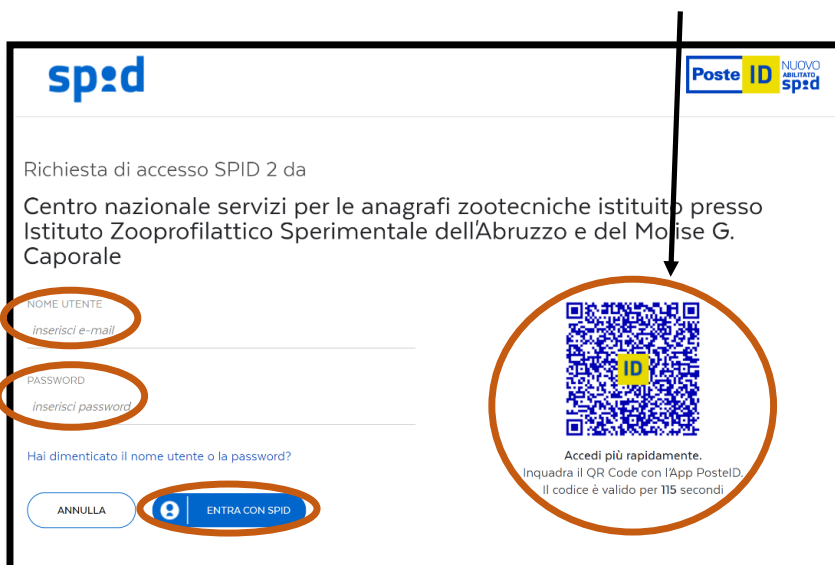 spid
Poste ID NUOVO
ABILITATO
spid
Richiesta di accesso SPID 2 da
Centro nazionale servizi per le anagrafi zootecniche istituito presso
Istituto Zooprofilattico Sperimentale dell'Abruzzo e del Molise G.
Caporale
NOME UTENTE
inserisci e-mail
PASSWORD
inserisci password
Hai dimenticato il nome utente o la password?
ANNULLA
ENTRA CON SPID
ID
Accedi più rapidamente.
Inquadra il QR Code con l'App PosteID.
Il codice è valido per 115 secondi